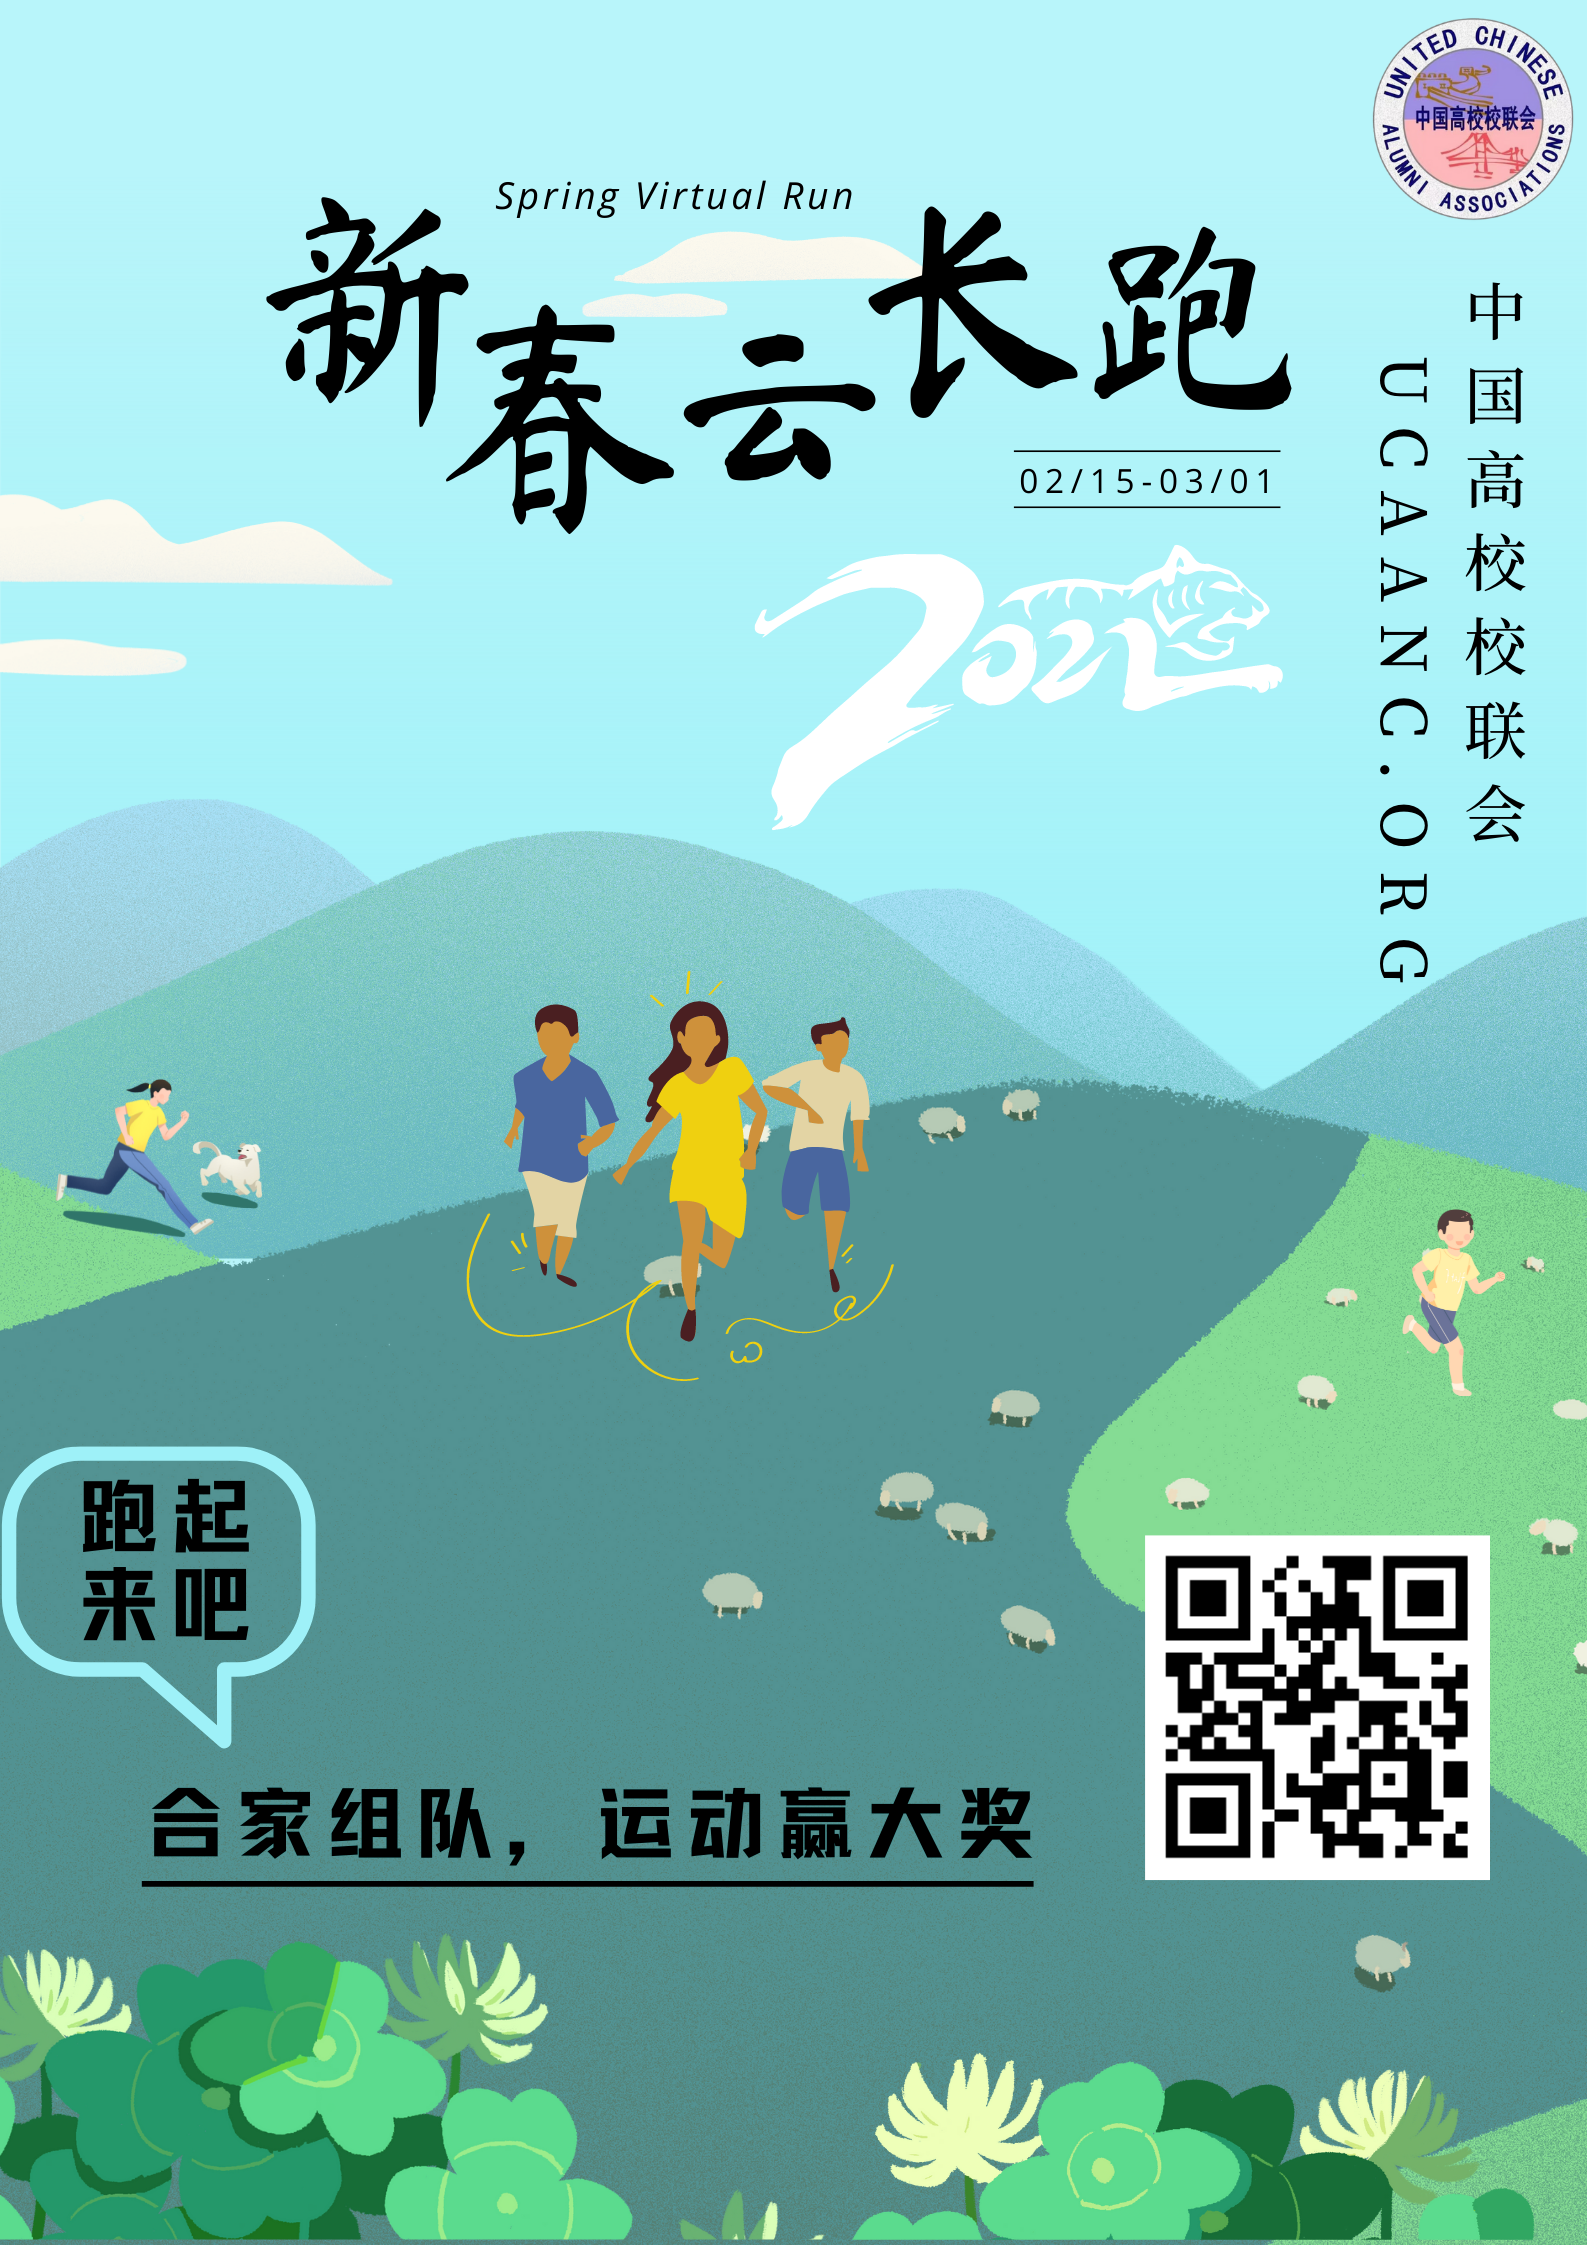 UNITED CHINESE
中国高校校联会
ALUMNI ASSOCIATIONS
Spring Virtual Run
新春云长跑
02/15-03/01
2022
中国高校校联会
UCAANC.ORG
跑起
来吧
合家组队，运动赢大奖